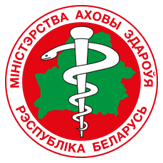 МІНІСТЭРСТВА АХОВЫ ЗДАРОЎЯ
РЭСПУБЛІКА БЕЛАРУСЬ